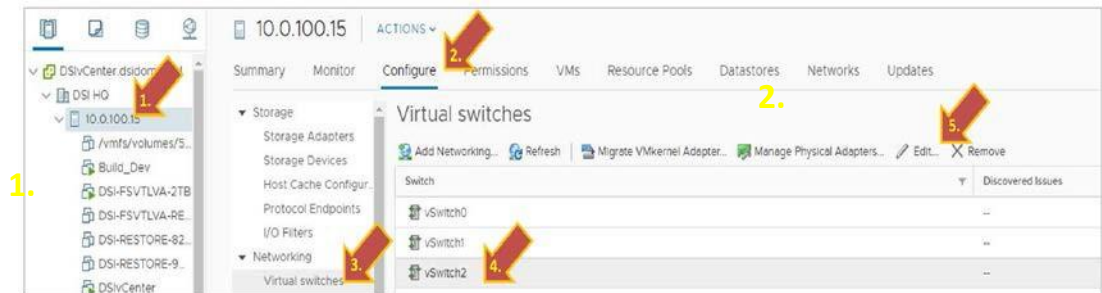 10.0.100.15 ACTIONS
2.
DSIvCenter.dsidom
Summary Monitor Configure Permissions VMs Resource Pools Datastores Networks Updates
DSI HQ
1.
2.
10.0.100.15
Storage
Virtual switches
5.
/vmfs/volumes/5...
Storage Adapters
Build_Dev
Storage Devices
Add Networking... Refresh Migrate VMkernel Adapter... Manage Physical Adapters... Edit... Remove
1.
DSI-FSVTLVA-2TB
Host Cache Configur..
Switch Discovered Issues
DSI-FSVTLVA-RE...
Protocol Endpoints
vSwitch0 --
DSI-RESTORE-82...
I/O Filters
vSwitch1 --
DSI-RESTORE-9...
Networking
3.
4.
DSIvCenter
Virtual switches
vSwitch2 --